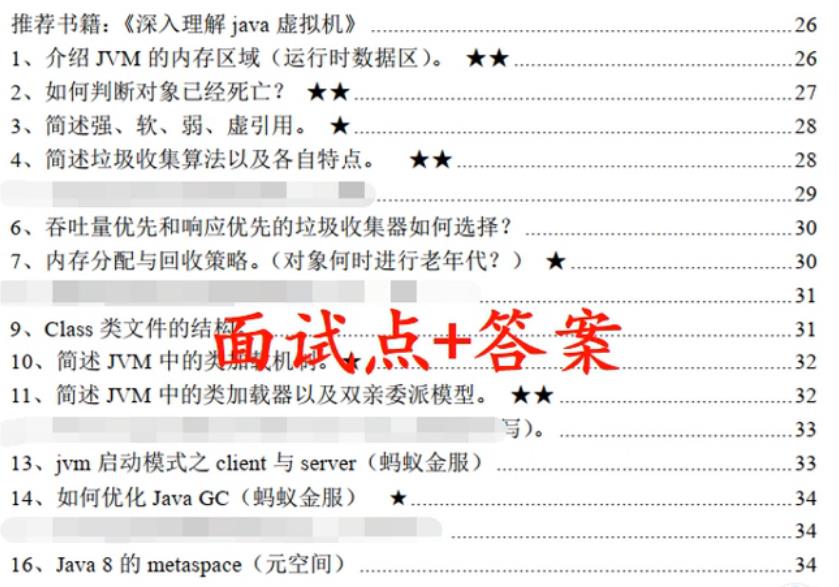 推荐书籍：《深入理解 java 虚拟机》 26
1、介绍 JVM 的内存区域（运行时数据区）。 ★★ 26
2、如何判断对象已经死亡？ ★★ 27
3、简述强、软、弱、虚引用。 ★ 28
4、简述垃圾收集算法以及各自特点。 ★★ 28
29
6、吞吐量优先和响应优先的垃圾收集器如何选择？ 30
7、内存分配与回收策略。（对象何时进行老年代？） ★ 30
31
9、Class 类文件的结构。 31
面试点+答案
10、简述 JVM 中的类加载机制。★ 32
11、简述 JVM 中的类加载器以及双亲委派模型。 ★★ 32
写）。 33
13、jvm 启动模式之 client 与 server（蚂蚁金服） 33
14、如何优化 Java GC（蚂蚁金服） ★ 34
34
16、Java 8 的 metaspace（元空间） 34